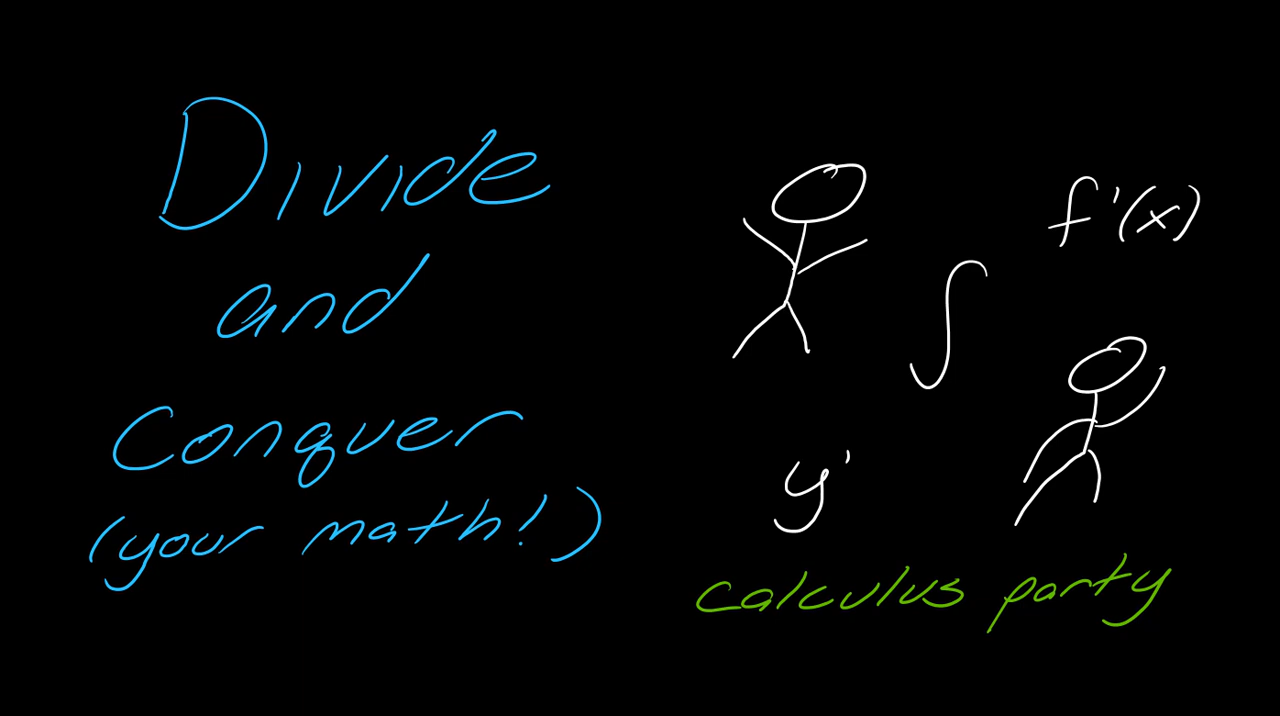 Divide
and
Conquer
(your math!)
f'(x)
∫
y'
calculus party